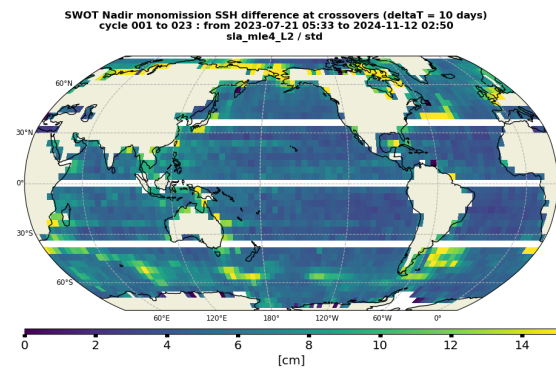 SWOT Nadir monomission SSH difference at crossovers (deltaT = 10 days)
cycle 001 to 023 : from 2023-07-21 05:33 to 2024-11-12 02:50
sla_mle4_L2 / std
60°N
30°N
0°
30°S
60°S
60°E 120°E 180° 120°W 60°W 0°
0 2 4 6 8 10 12 14
[cm]